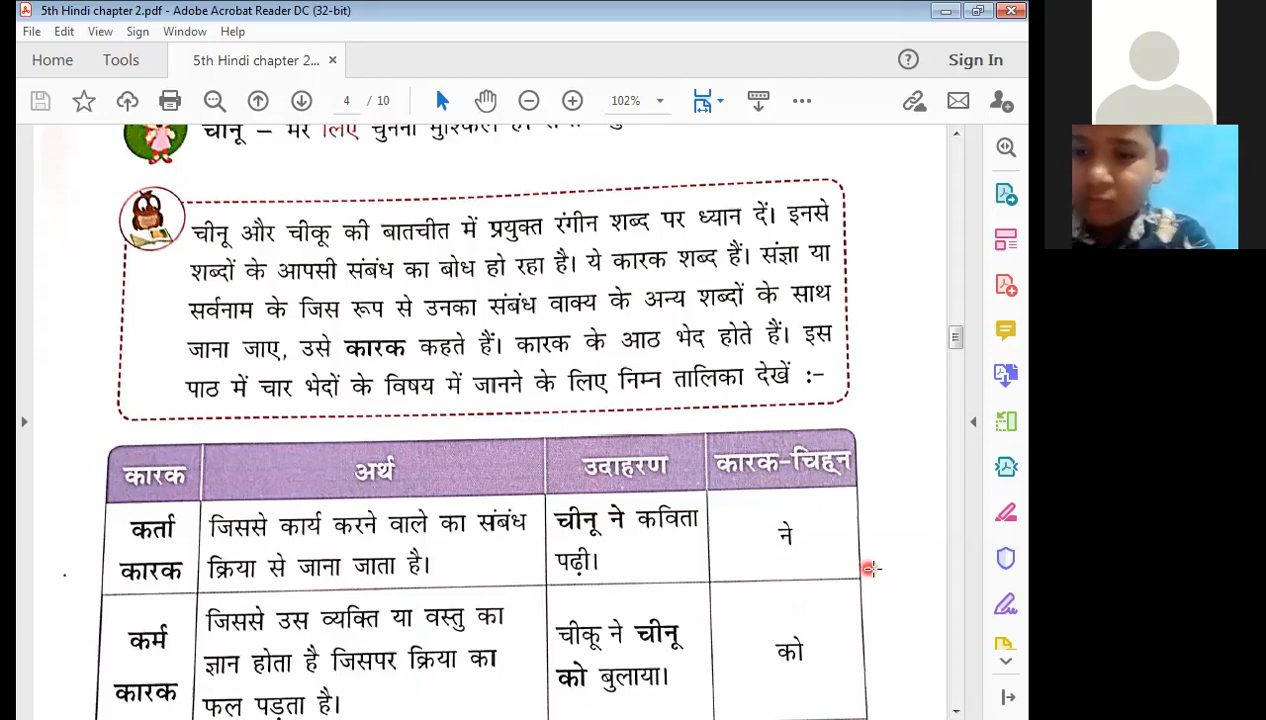 5th Hindi chapter 2.pdf - Adobe Acrobat Reader DC (32-bit)
File Edit View Sign Window Help
Home Tools 5th Hindi chapter 2... × Sign In
4 / 10 102%
चीनू –
लिए चुनना
चीनू और चीकू की बातचीत में प्रयुक्त रंगीन शब्द पर ध्यान दें। इनसे
शब्दों के आपसी संबंध का बोध हो रहा है। ये कारक शब्द हैं। संज्ञा या
सर्वनाम के जिस रूप से उनका संबंध वाक्य के अन्य शब्दों के साथ
जाना जाए, उसे कारक कहते हैं। कारक के आठ भेद होते हैं। इस
पाठ में चार भेदों के विषय में जानने के लिए निम्न तालिका देखें :–
कारक अर्थ उदाहरण कारक-चिह्न
कर्ता जिससे कार्य करने वाले का संबंध चीनू ने कविता ने
कारक क्रिया से जाना जाता है। पढ़ी।
कर्म जिससे उस व्यक्ति या वस्तु का चीकू ने चीनू को
ज्ञान होता है जिसपर क्रिया का को बुलाया।
कारक फल पड़ता है।